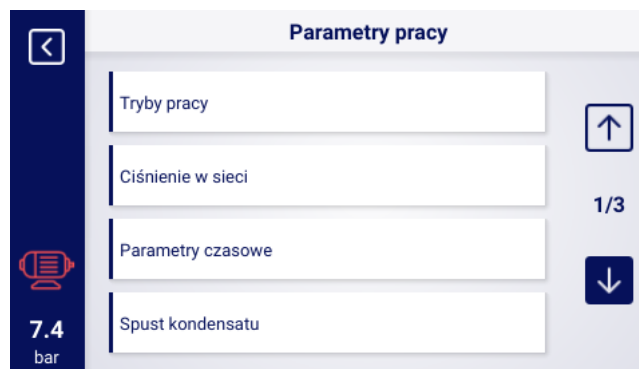 Parametry pracy
Tryby pracy
Ciśnienie w sieci
1/3
Parametry czasowe
Spust kondensatu
7.4
bar